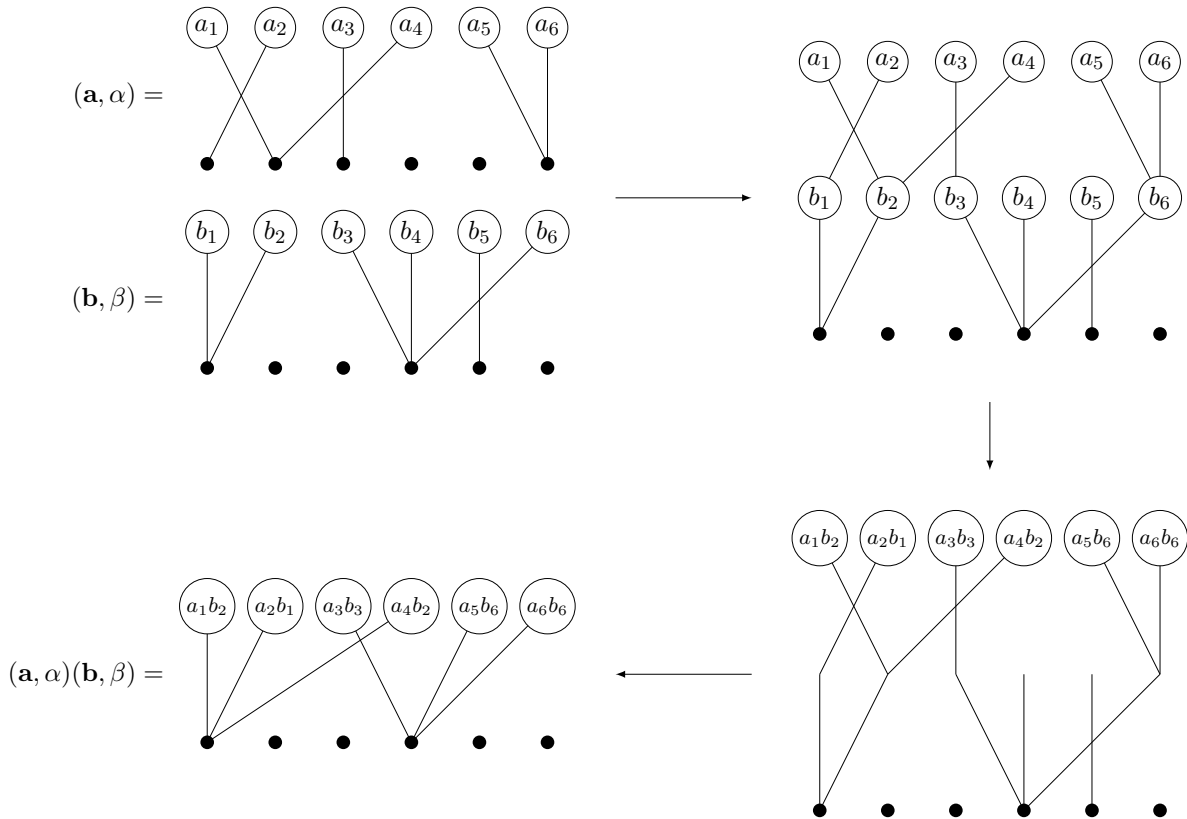 a₁ a₂ a₃ a₄ a₅ a₆
(𝐚, α) =
b₁ b₂ b₃ b₄ b₅ b₆
(𝐛, β) =
a₁ a₂ a₃ a₄ a₅ a₆
b₁ b₂ b₃ b₄ b₅ b₆
a₁b₂ a₂b₁ a₃b₃ a₄b₂ a₅b₆ a₆b₆
a₁b₂ a₂b₁ a₃b₃ a₄b₂ a₅b₆ a₆b₆
(𝐚, α)(𝐛, β) =